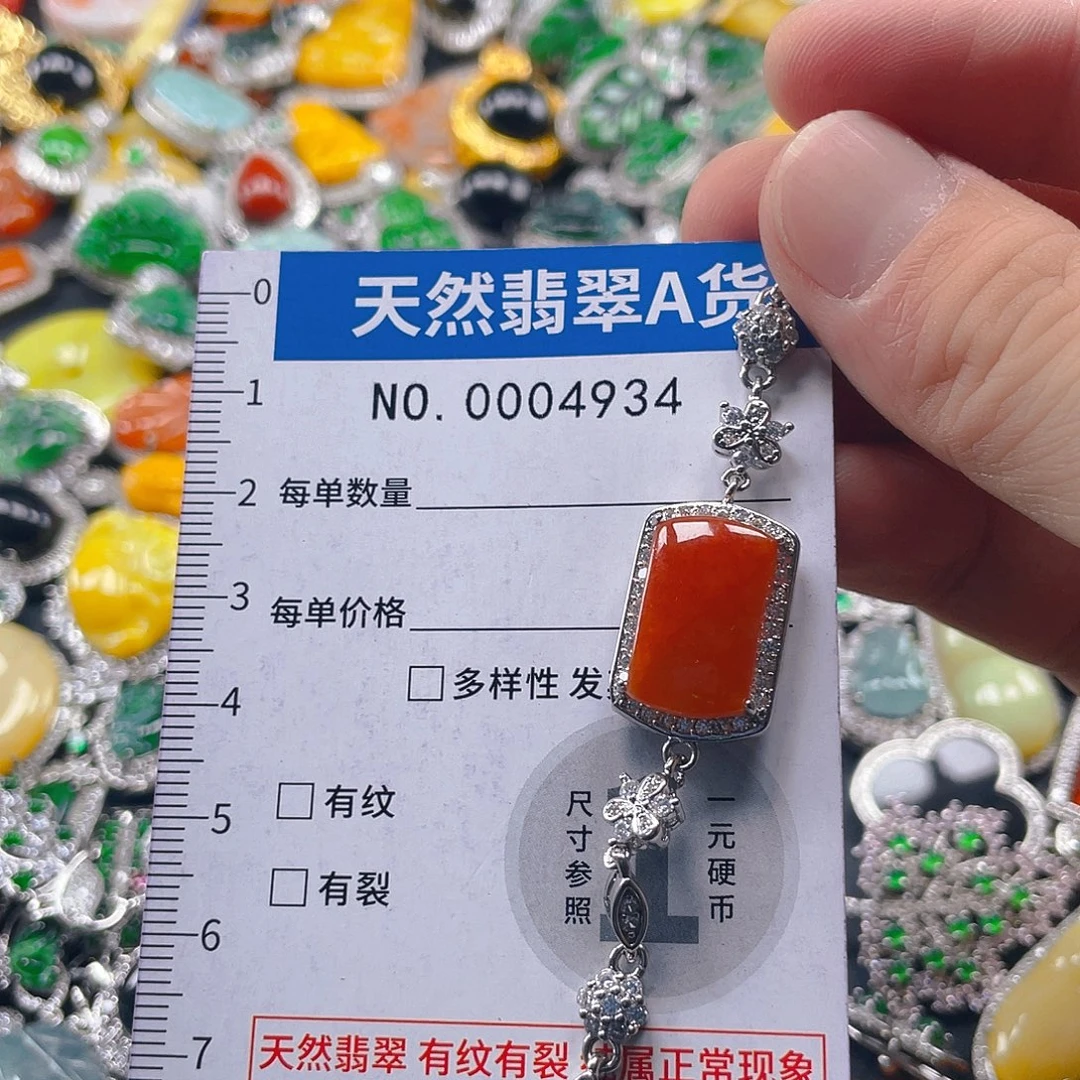 天然翡翠A货
0
NO. 0004934
1
2
每单数量
3
每单价格
多样性 发
4
5
有纹
尺寸参照
1
一元硬币
有裂
6
7
天然翡翠 有纹有裂 属正常现象